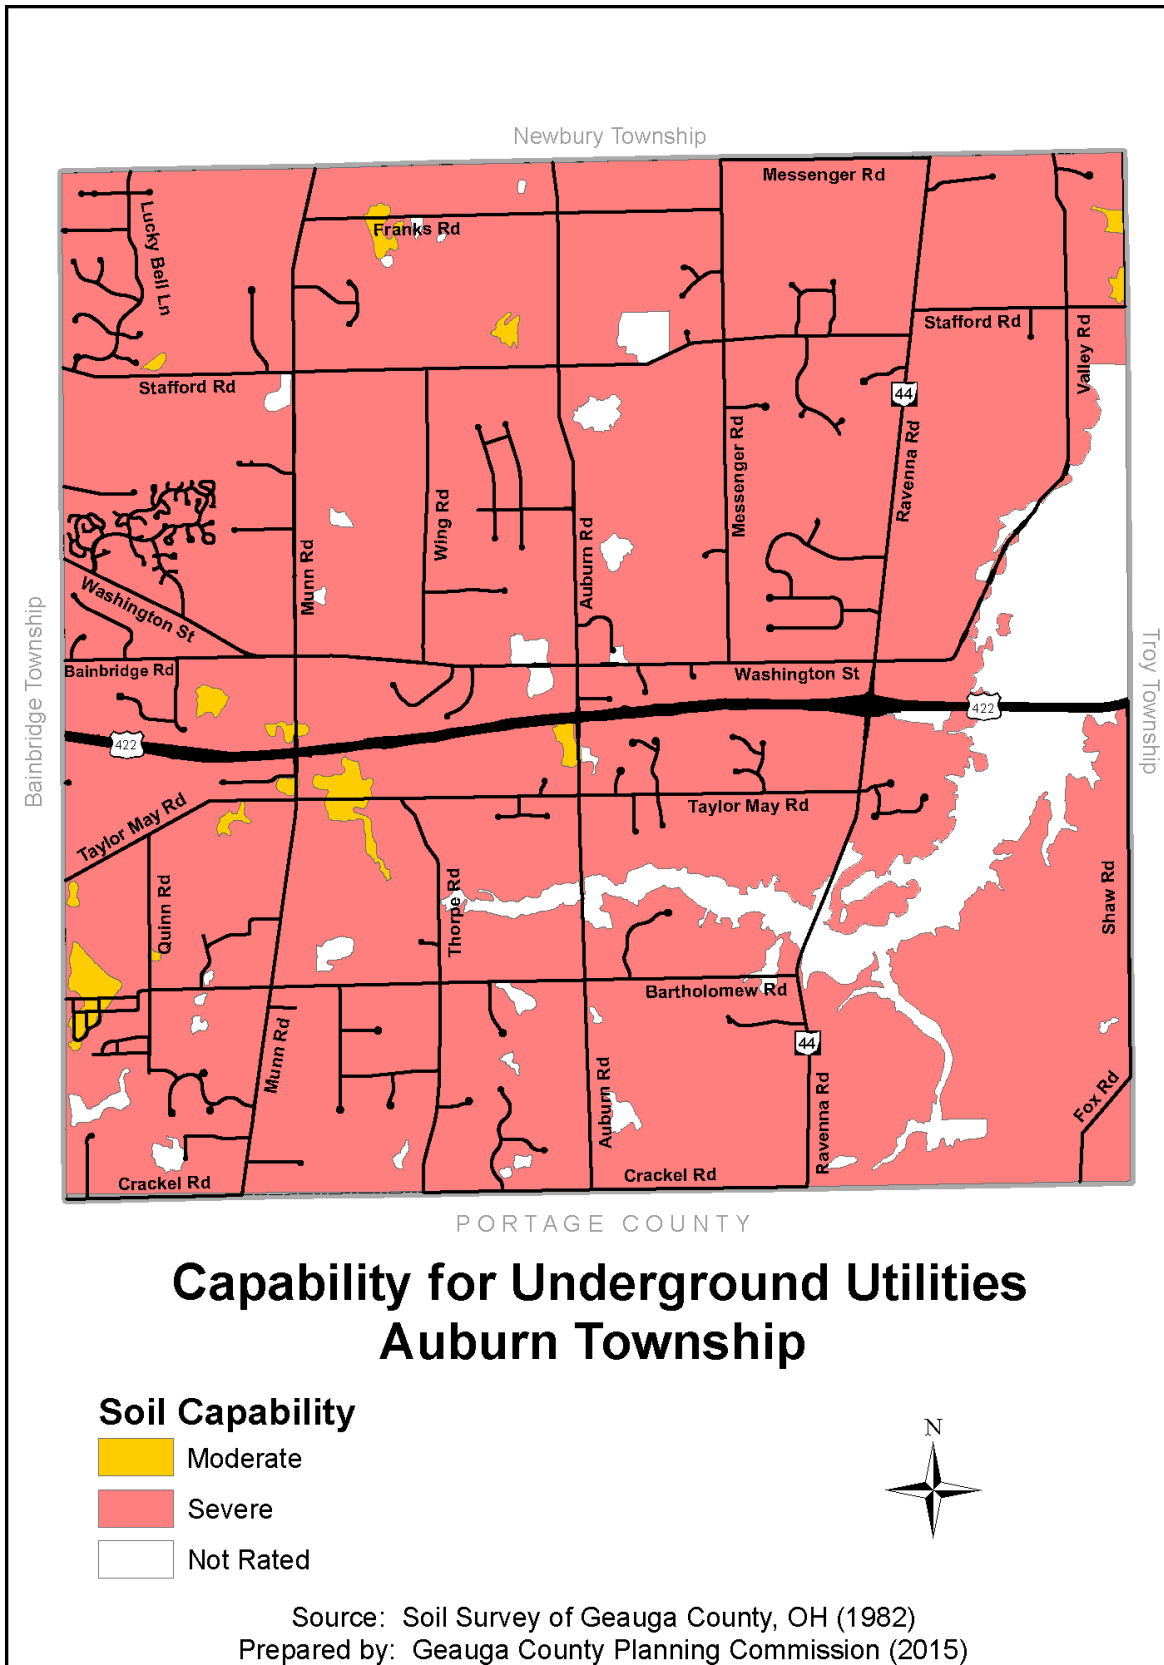 Newbury Township
Messenger Rd
Lucky Bell Ln
Franks Rd
Stafford Rd
Valley Rd
Stafford Rd
44
Ravenna Rd
Messenger Rd
Wing Rd
Auburn Rd
Munn Rd
Washington St
Bainbridge Township
Troy Township
Bainbridge Rd
Washington St
422
422
Taylor May Rd
Taylor May Rd
Quinn Rd
Thorpe Rd
Shaw Rd
Bartholomew Rd
44
Munn Rd
Auburn Rd
Ravenna Rd
Fox Rd
Crackel Rd
Crackel Rd
PORTAGE COUNTY
Capability for Underground Utilities
Auburn Township
Soil Capability
Moderate
Severe
Not Rated
N
Source: Soil Survey of Geauga County, OH (1982)
Prepared by: Geauga County Planning Commission (2015)